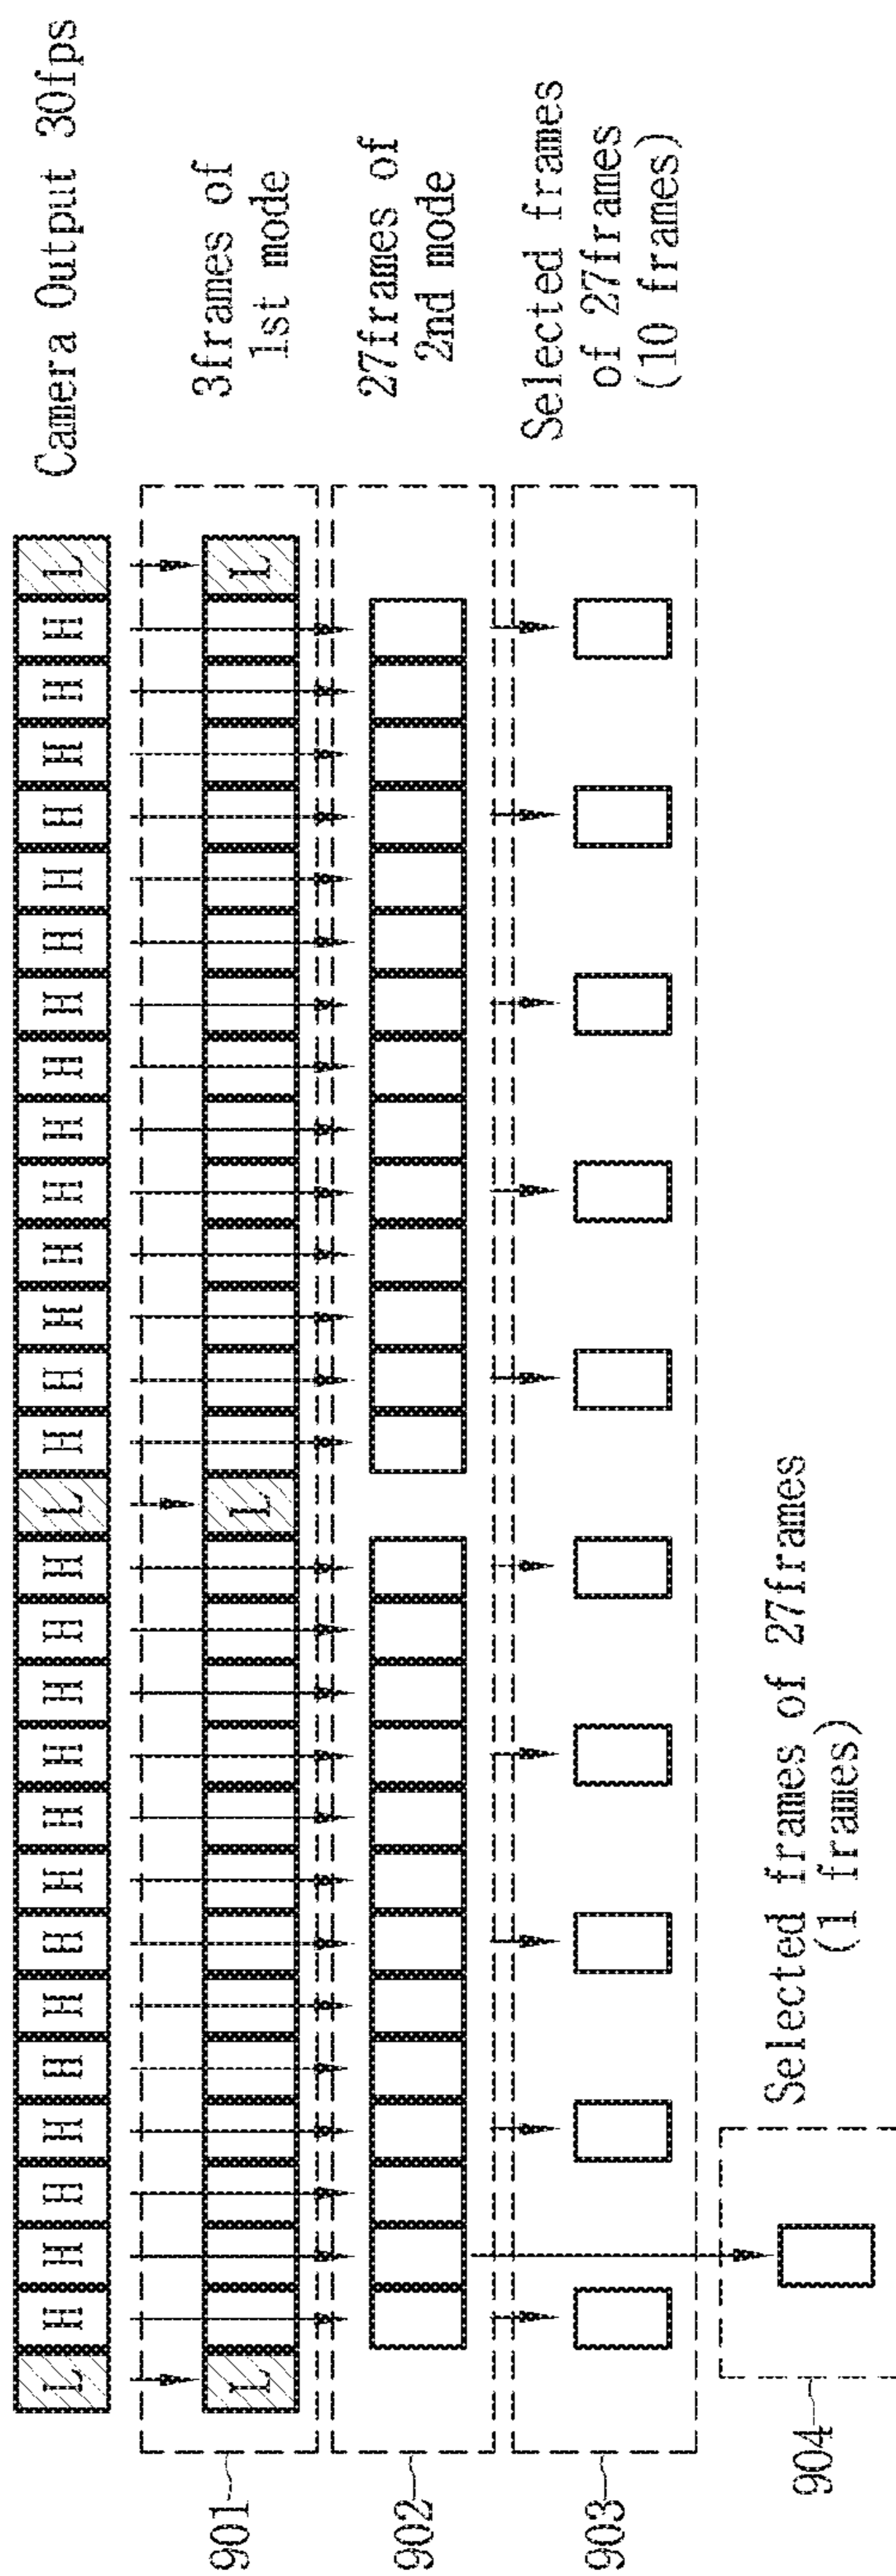 L H H H H H H H H H H H H H L H H H H H H H H H H H H H H L Camera Output 30fps
901 L L L 3frames of
1st mode
902 27frames of
2nd mode
903 Selected frames
of 27frames
(10 frames)
904 Selected frames of 27frames
(1 frames)